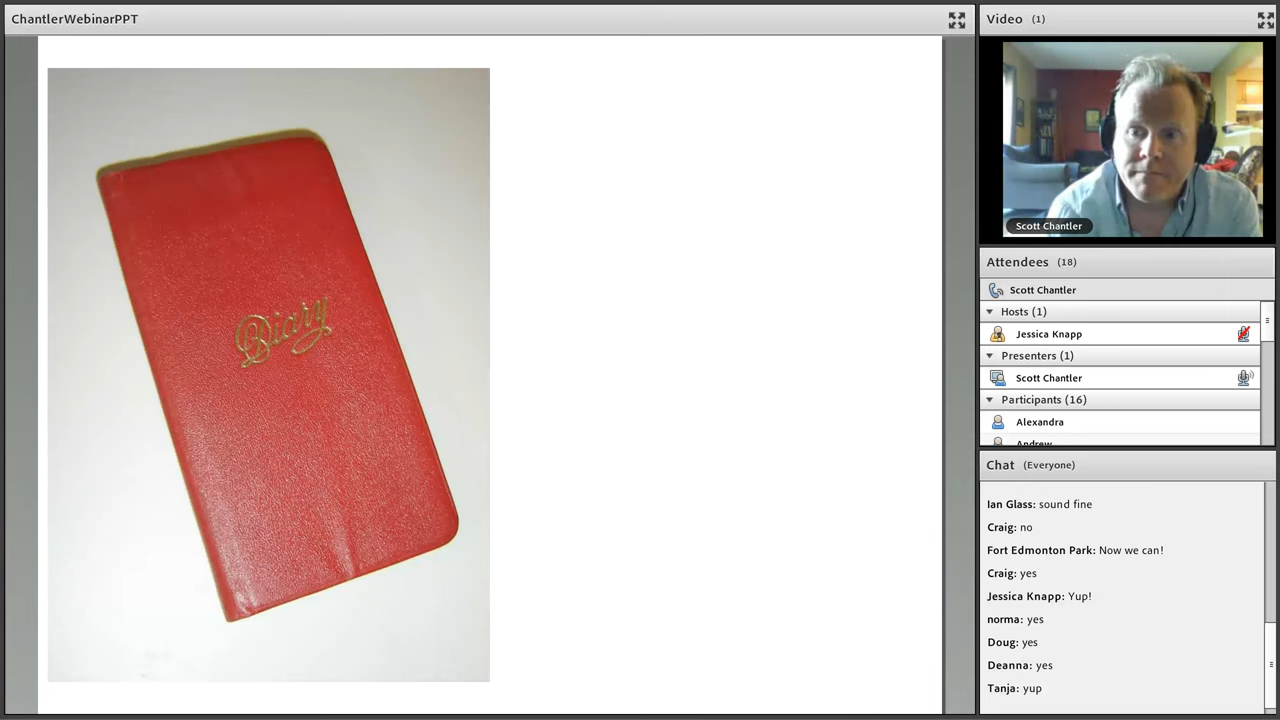 ChantlerWebinarPPT
Diary
Video (1)
Scott Chantler
Attendees (18)
Scott Chantler
Hosts (1)
Jessica Knapp
Presenters (1)
Scott Chantler
Participants (16)
Alexandra
Andrew
Chat (Everyone)
Ian Glass: sound fine
Craig: no
Fort Edmonton Park: Now we can!
Craig: yes
Jessica Knapp: Yup!
norma: yes
Doug: yes
Deanna: yes
Tanja: yup